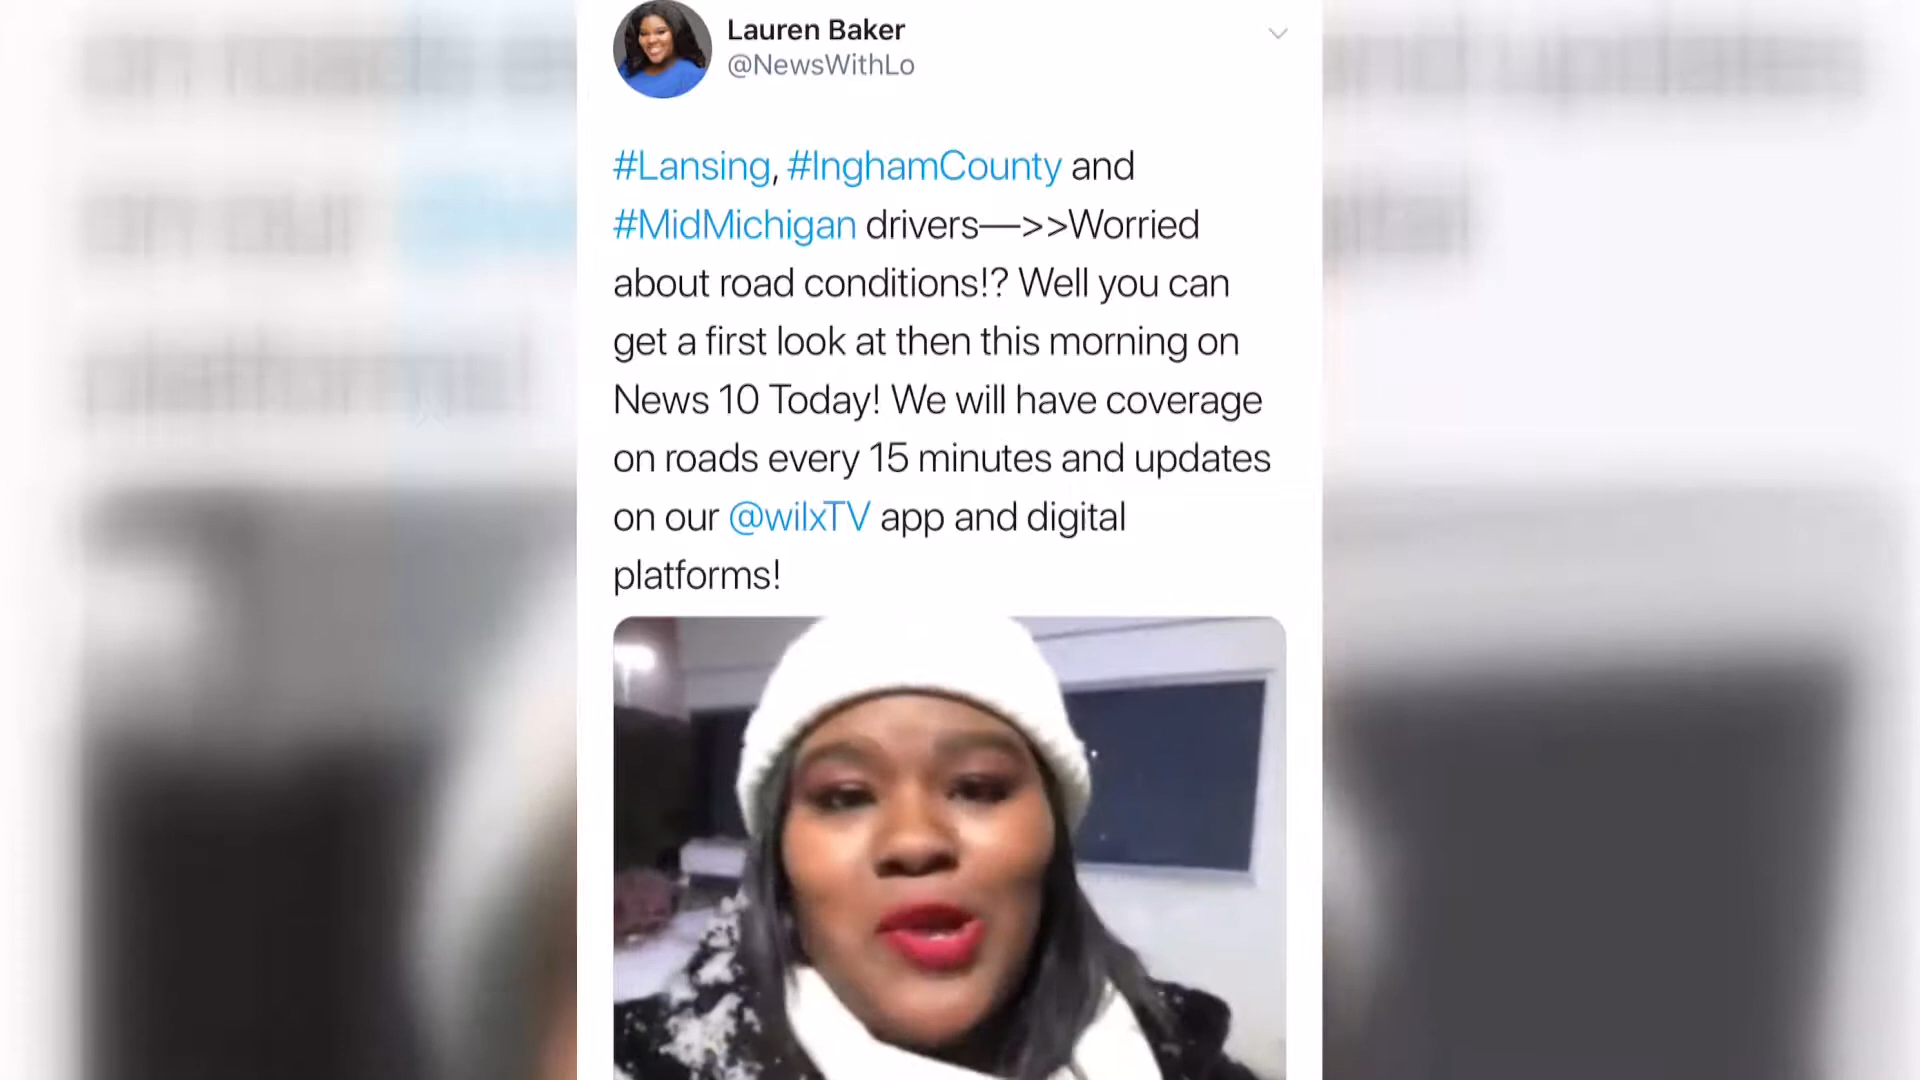 Lauren Baker
@NewsWithLo
#Lansing, #InghamCounty and
#MidMichigan drivers—>>Worried
about road conditions!? Well you can
get a first look at then this morning on
News 10 Today! We will have coverage
on roads every 15 minutes and updates
on our @wilxTV app and digital
platforms!